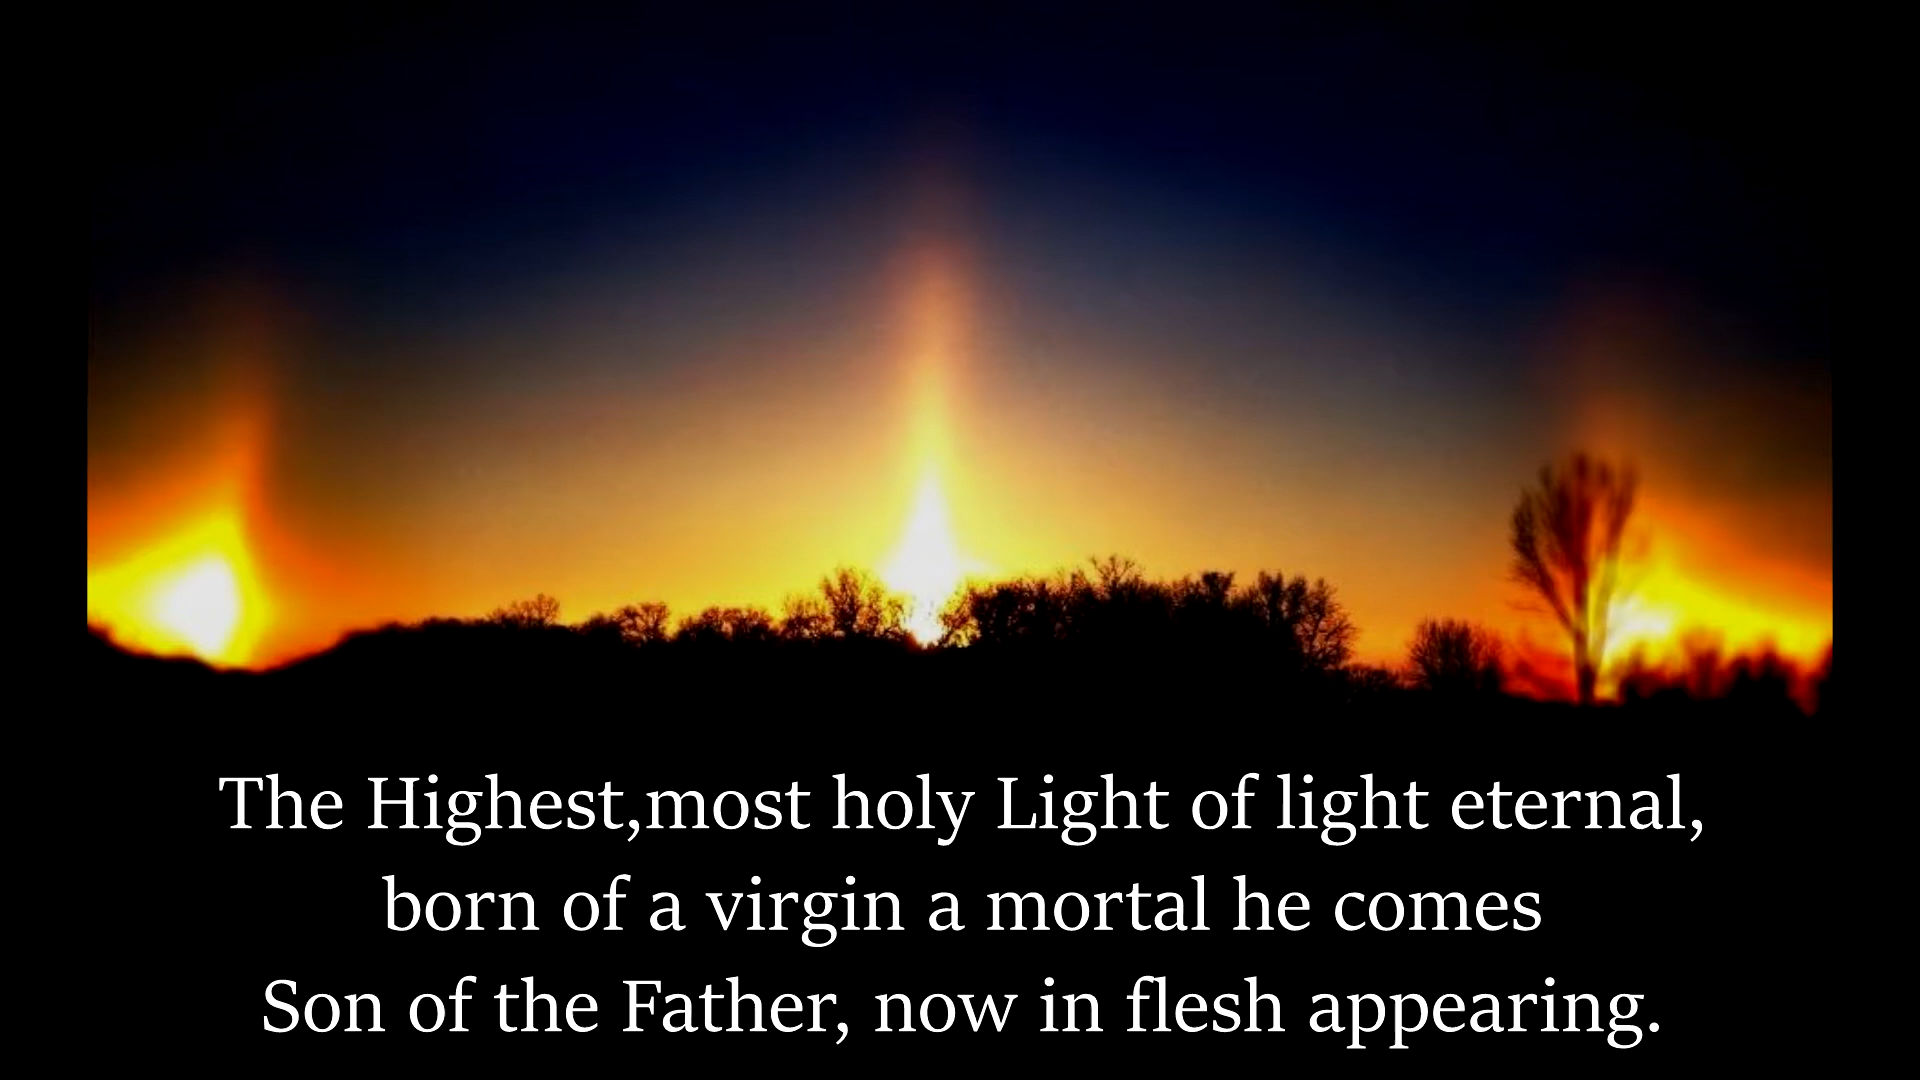 The Highest,most holy Light of light eternal,
born of a virgin a mortal he comes
Son of the Father, now in flesh appearing.